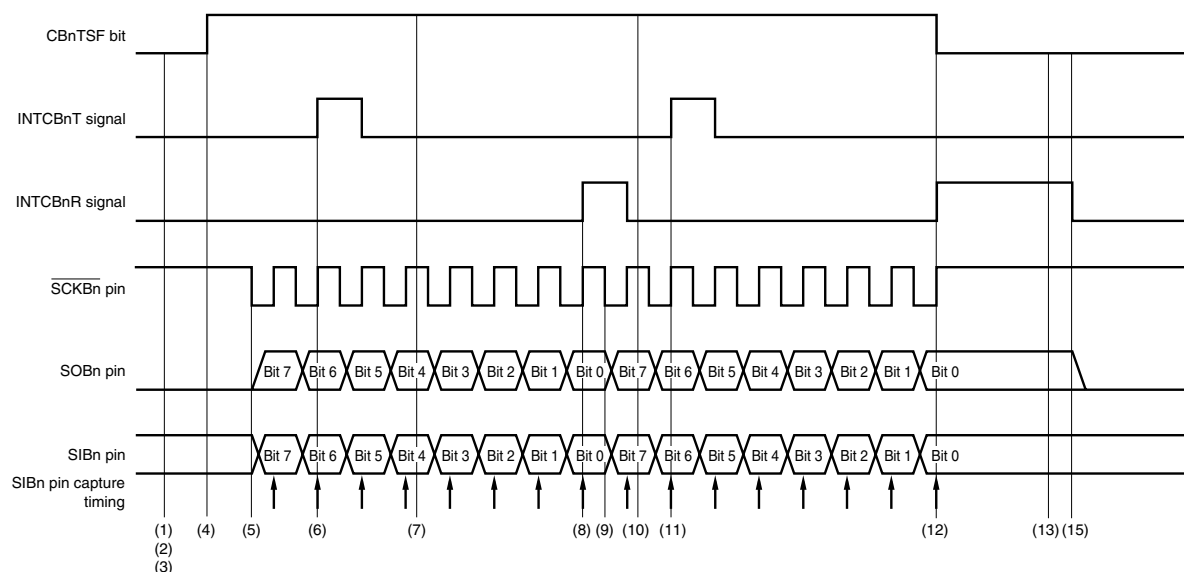 CBnTSF bit
INTCBnT signal
INTCBnR signal
SCKBn pin
SOBn pin
Bit 7 Bit 6 Bit 5 Bit 4 Bit 3 Bit 2 Bit 1 Bit 0 Bit 7 Bit 6 Bit 5 Bit 4 Bit 3 Bit 2 Bit 1 Bit 0
SIBn pin
Bit 7 Bit 6 Bit 5 Bit 4 Bit 3 Bit 2 Bit 1 Bit 0 Bit 7 Bit 6 Bit 5 Bit 4 Bit 3 Bit 2 Bit 1 Bit 0
SIBn pin capture
timing
(1) (4) (5) (6) (7) (8) (9) (10) (11) (12) (13) (15)
(2)
(3)